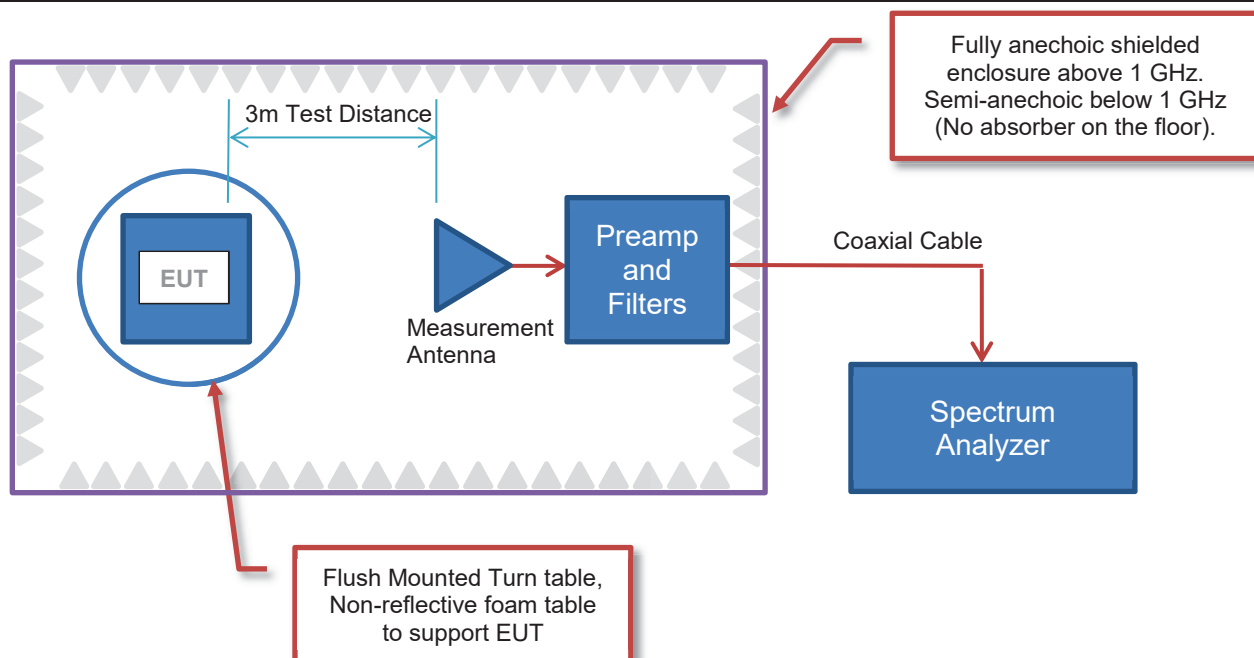 Fully anechoic shielded
enclosure above 1 GHz.
Semi-anechoic below 1 GHz
(No absorber on the floor).
3m Test Distance
EUT
Measurement
Antenna
Preamp
and
Filters
Coaxial Cable
Spectrum
Analyzer
Flush Mounted Turn table,
Non-reflective foam table
to support EUT